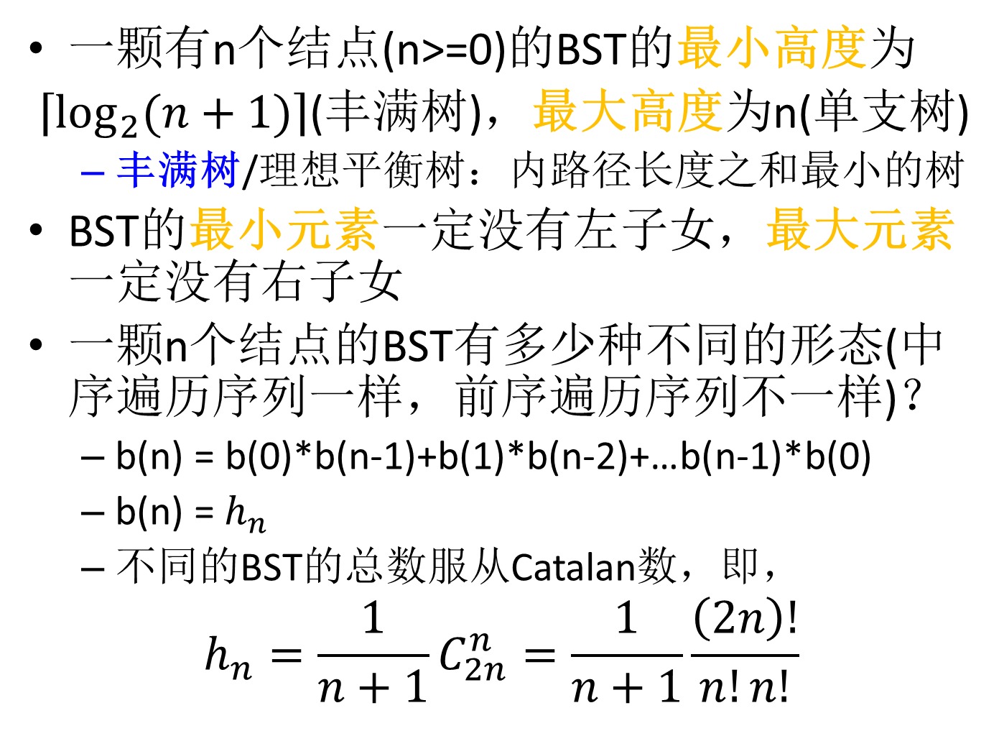 • 一颗有n个结点(n>=0)的BST的最小高度为
⌈log₂(n + 1)⌉(丰满树)，最大高度为n(单支树)
– 丰满树/理想平衡树：内路径长度之和最小的树
• BST的最小元素一定没有左子女，最大元素
一定没有右子女
• 一颗n个结点的BST有多少种不同的形态(中
序遍历序列一样，前序遍历序列不一样)？
– b(n) = b(0)*b(n-1)+b(1)*b(n-2)+…b(n-1)*b(0)
– b(n) = hₙ
– 不同的BST的总数服从Catalan数，即，
$h_n = \frac{1}{n+1} C_{2n}^{n} = \frac{1}{n+1} \frac{(2n)!}{n!\,n!}$